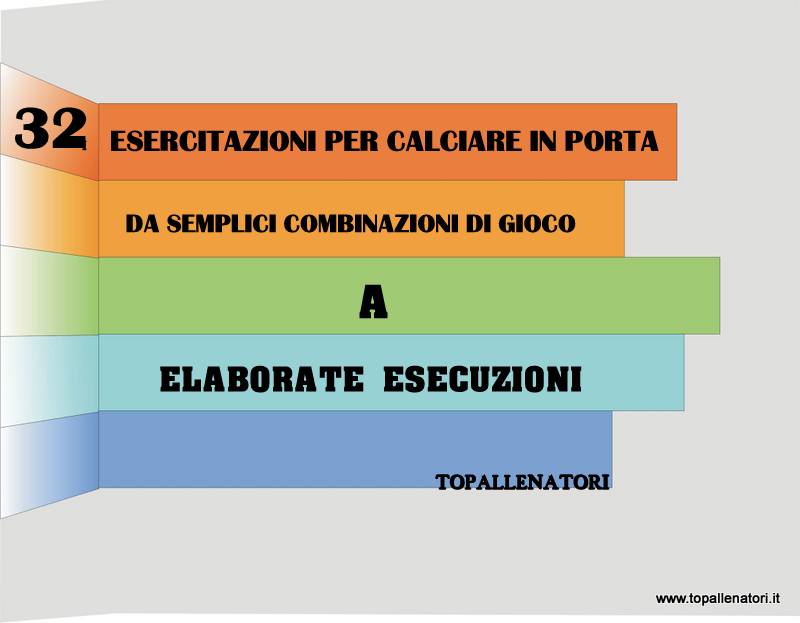 32 ESERCITAZIONI PER CALCIARE IN PORTA
DA SEMPLICI COMBINAZIONI DI GIOCO
A
ELABORATE ESECUZIONI
TOPALLENATORI
www.topallenatori.it